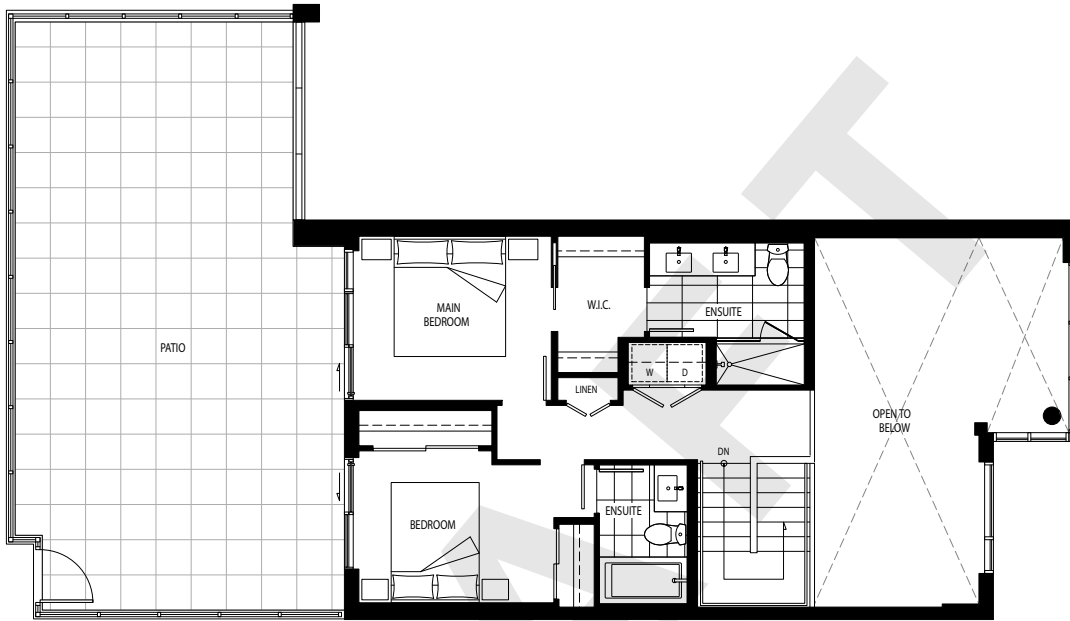 PATIO
MAIN
BEDROOM
W.I.C.
ENSUITE
W
D
LINEN
OPEN TO
BELOW
DN
BEDROOM
ENSUITE